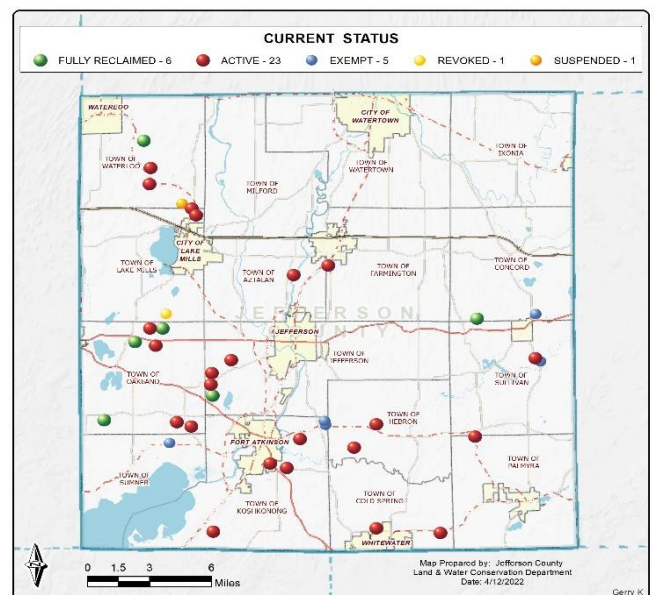 CURRENT STATUS
FULLY RECLAIMED - 6 ACTIVE - 23 EXEMPT - 5 REVOKED - 1 SUSPENDED - 1
WATERLOO
CITY OF
WATERTOWN
TOWN OF
WATERLOO
TOWN OF
IXONIA
TOWN OF
WATERTOWN
TOWN OF
MILFORD
CITY OF
LAKE
MILLS
TOWN OF
LAKE MILLS
TOWN OF
AZTALAN
TOWN OF
FARMINGTON
TOWN OF
CONCORD
JEFFERSON
COUNTY
JEFFERSON
TOWN OF
JEFFERSON
TOWN OF
OAKLAND
TOWN OF
SULLIVAN
TOWN OF
HEBRON
FORT ATKINSON
TOWN OF
PALMYRA
TOWN OF
SUMNER
TOWN OF
KOSHKONONG
TOWN OF
COLD SPRING
WHITEWATER
0 1.5 3 6
Miles
Map Prepared by: Jefferson County
Land & Water Conservation Department
Date: 4/12/2022
Gerry K